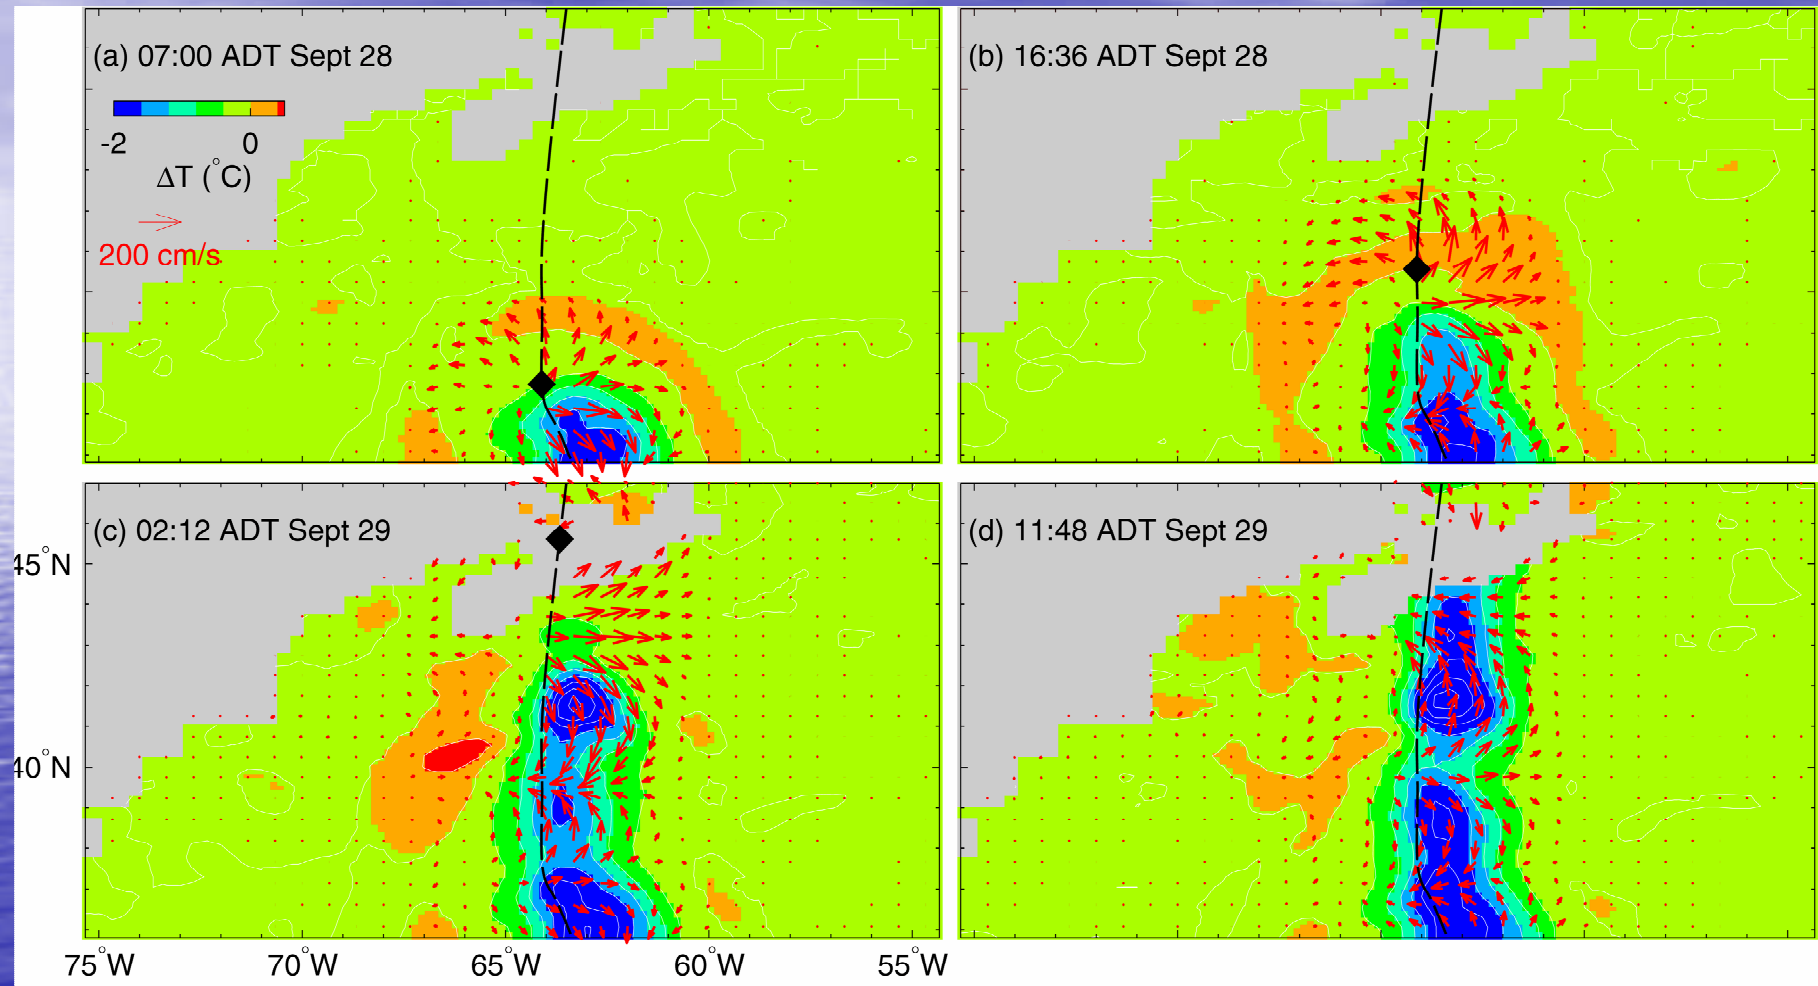 (a) 07:00 ADT Sept 28
(b) 16:36 ADT Sept 28
-2 0
ΔT (°C)
200 cm/s
(c) 02:12 ADT Sept 29
(d) 11:48 ADT Sept 29
45°N
40°N
75°W 70°W 65°W 60°W 55°W